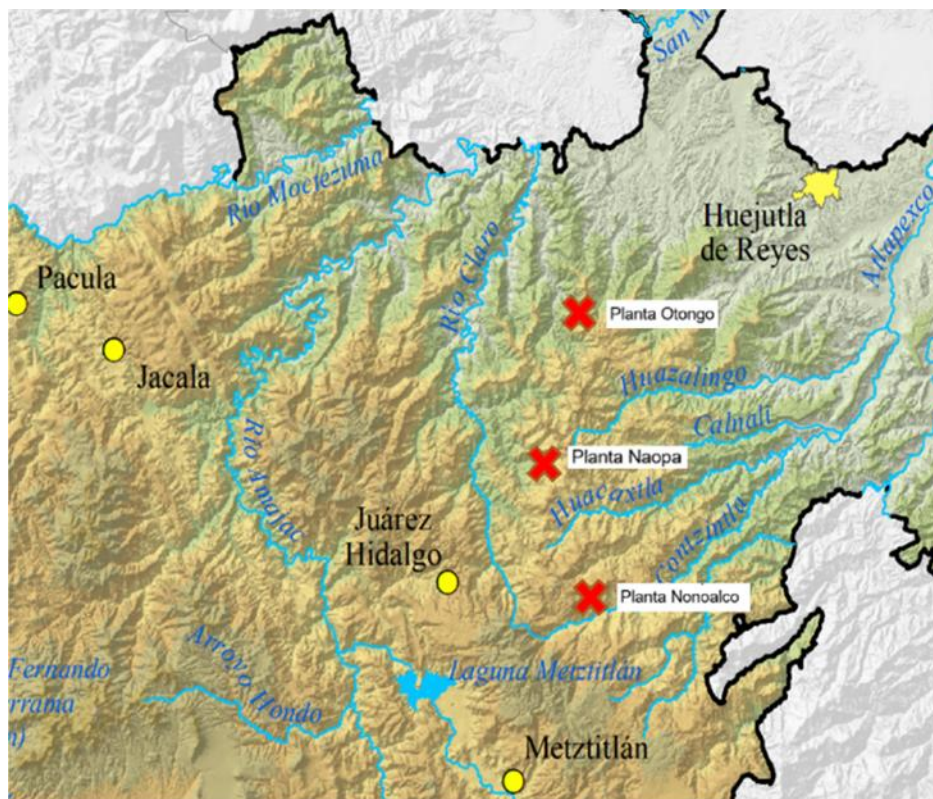 San M
Río Moctezuma
Huejutla
de Reyes
Atlapexco
Pacula
Río Claro
Planta Otongo
Jacala
Huazalingo
Calnali
Río Amajac
Planta Naopa
Huacaxtla
Juárez
Hidalgo
Contzintla
Planta Nonoalco
Arroyo Hondo
Fernando
rrama
n)
Laguna Metztitlán
Metztitlán